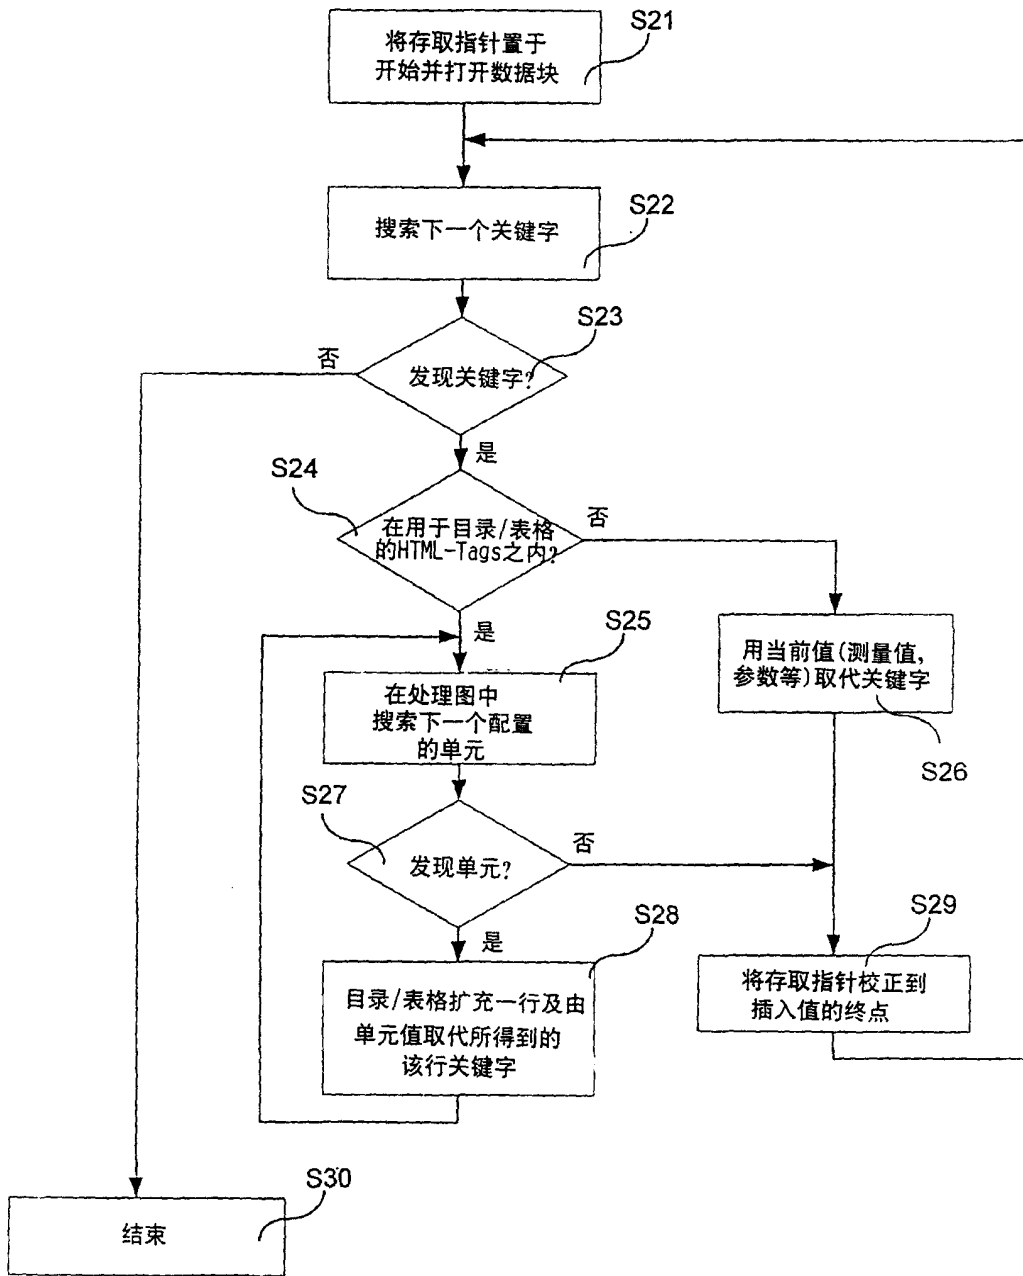 S21
将存取指针置于
开始并打开数据块
S22
搜索下一个关键字
S23
否
发现关键字?
是
S24
否
在用于目录/表格
的HTML-Tags之内?
是
S25
用当前值(测量值,
参数等)取代关键字
S26
在处理图中
搜索下一个配置
的单元
S27
否
发现单元?
是
S28
S29
目录/表格扩充一行及由
单元值取代所得到的
该行关键字
将存取指针校正到
插入值的终点
S30
结束